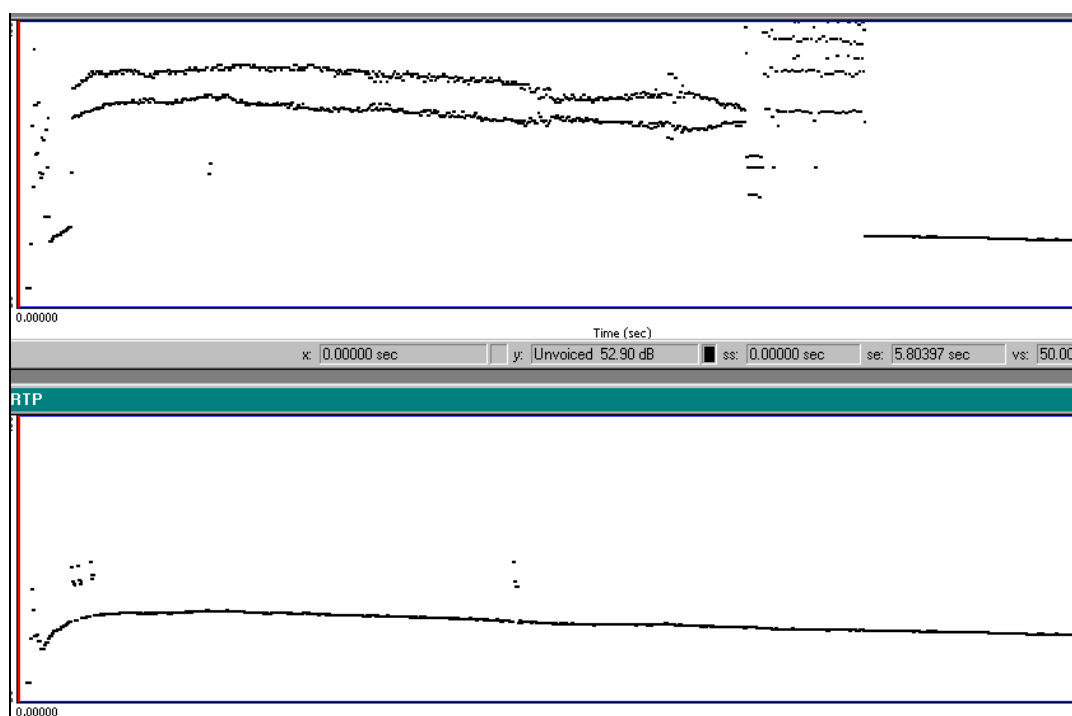 0.00000
Time (sec)
x: 0.00000 sec y: Unvoiced 52.90 dB ss: 0.00000 sec se: 5.80397 sec vs: 50.00
RTP
0.00000